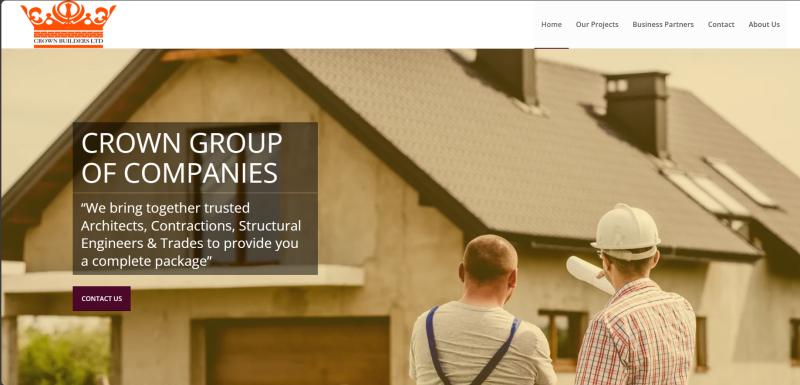 CROWN BUILDERS LTD
Home Our Projects Business Partners Contact About Us
CROWN GROUP
OF COMPANIES
“We bring together trusted
Architects, Contractions, Structural
Engineers & Trades to provide you
a complete package”
CONTACT US